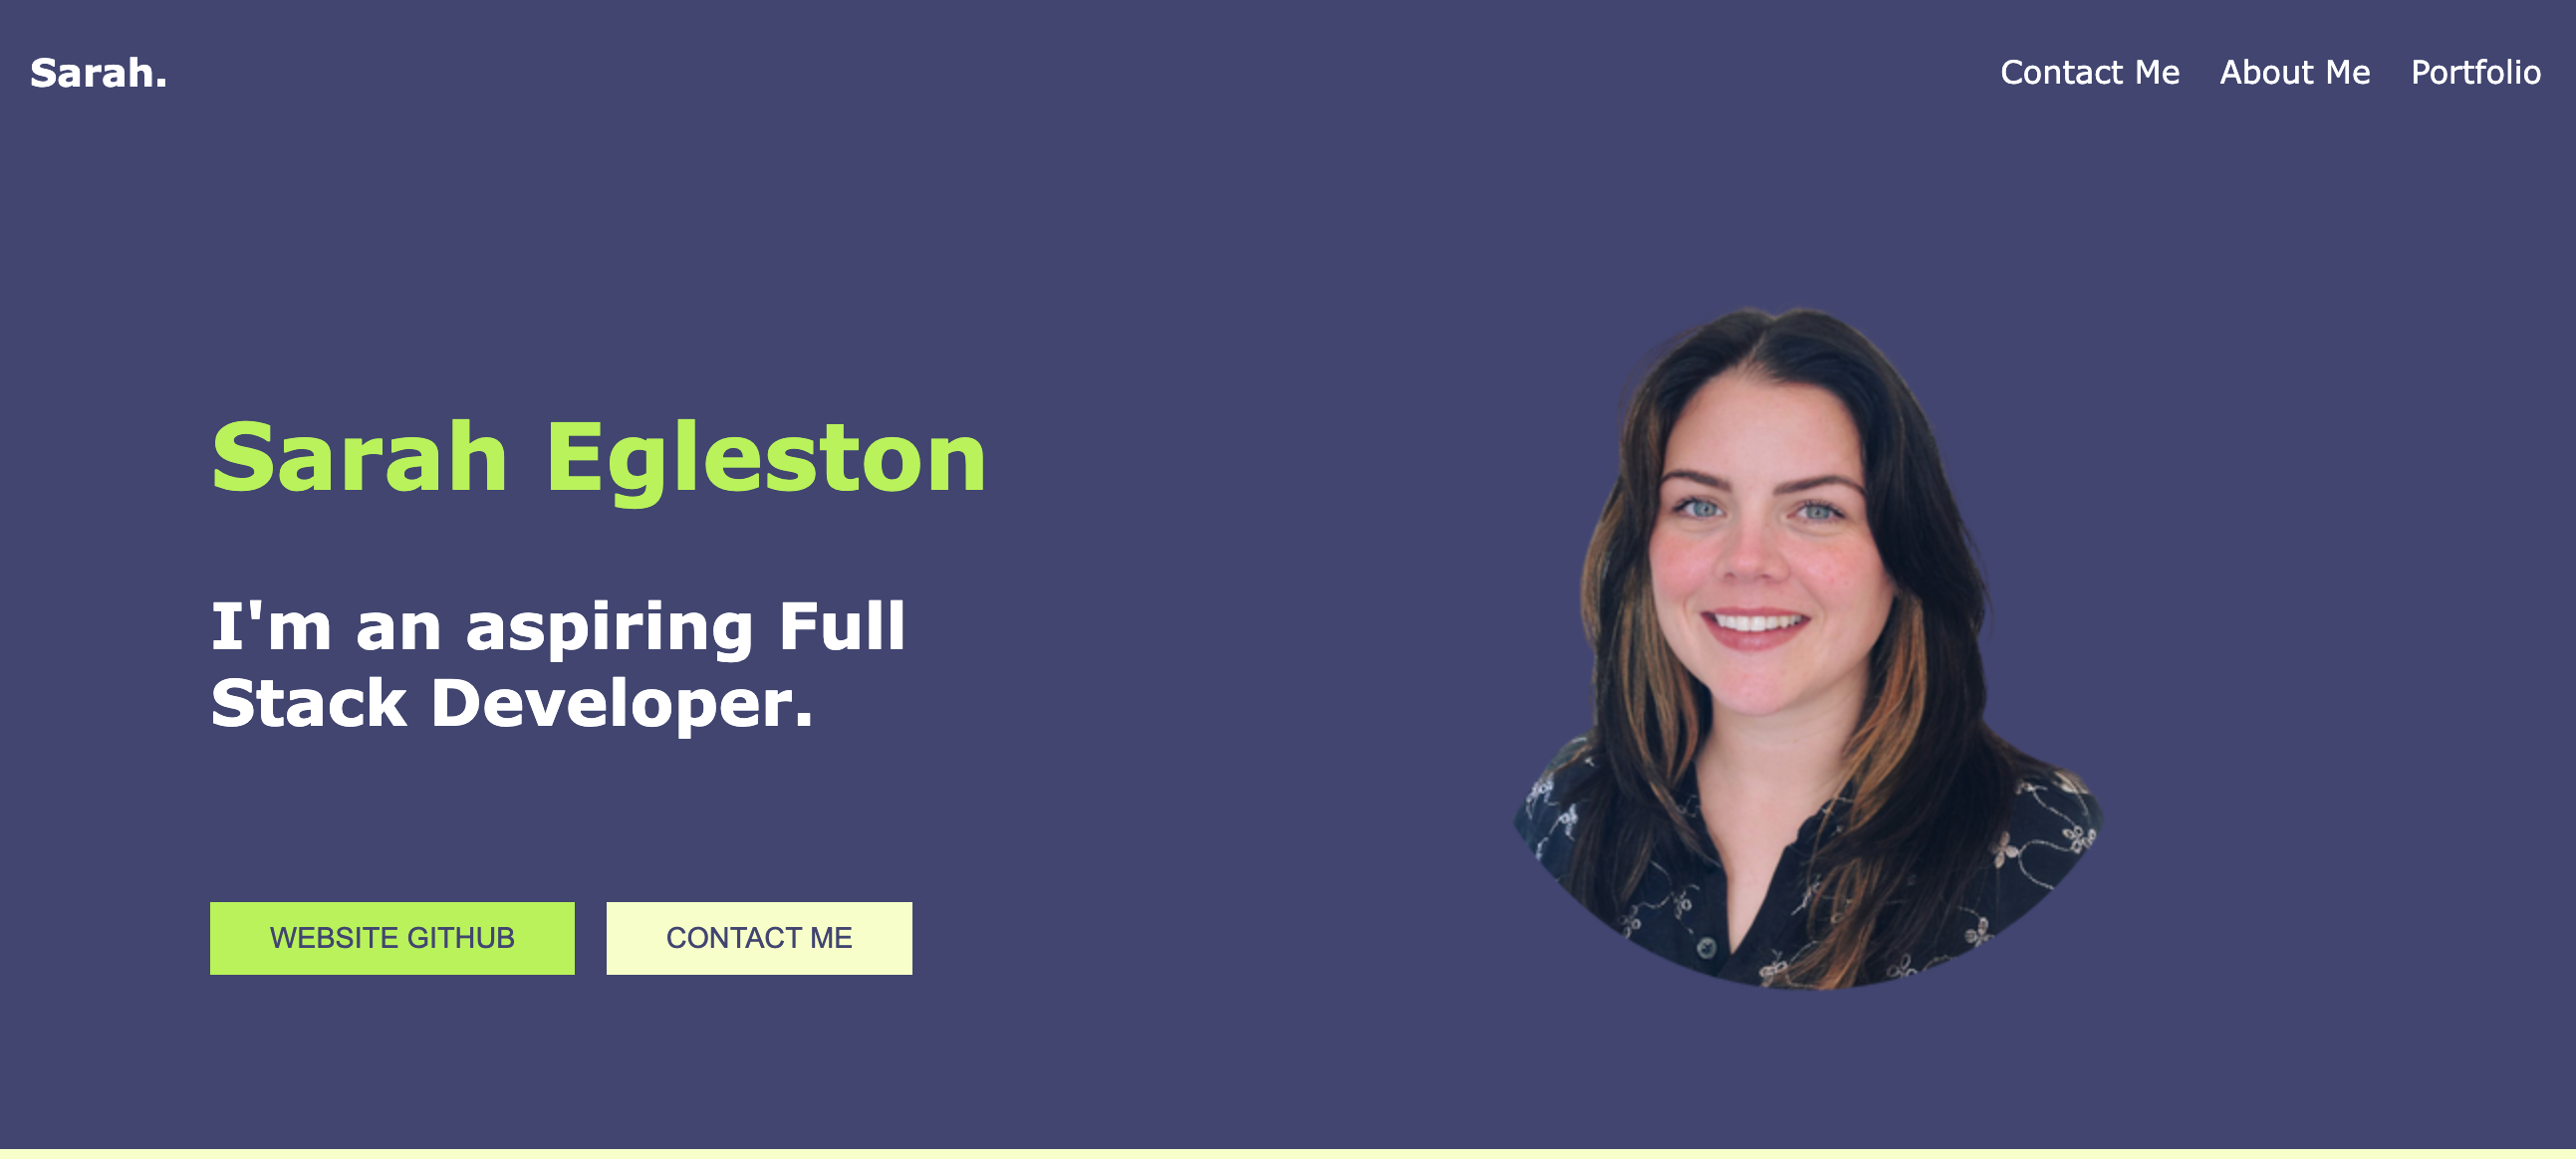 Sarah.
Contact Me About Me Portfolio
Sarah Egleston
I'm an aspiring Full
Stack Developer.
WEBSITE GITHUB
CONTACT ME